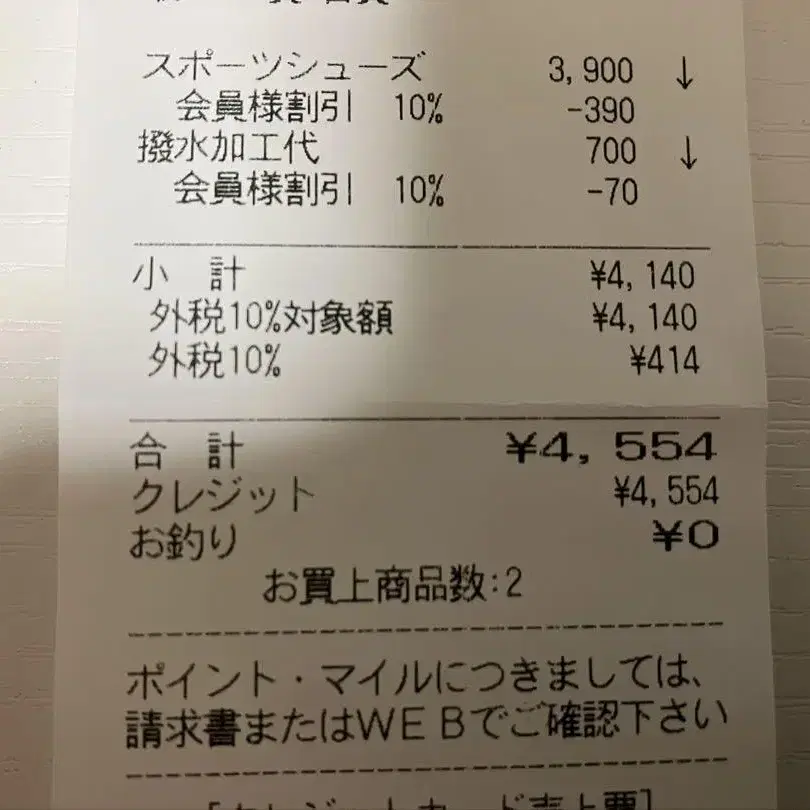 スポーツシューズ 3,900 ↓
会員様割引 10% -390
撥水加工代 700 ↓
会員様割引 10% -70
小 計 ¥4,140
外税10%対象額 ¥4,140
外税10% ¥414
合 計 ¥4,554
クレジット ¥4,554
お釣り ¥0
お買上商品数:2
ポイント・マイルにつきましては、
請求書またはWEBでご確認下さい